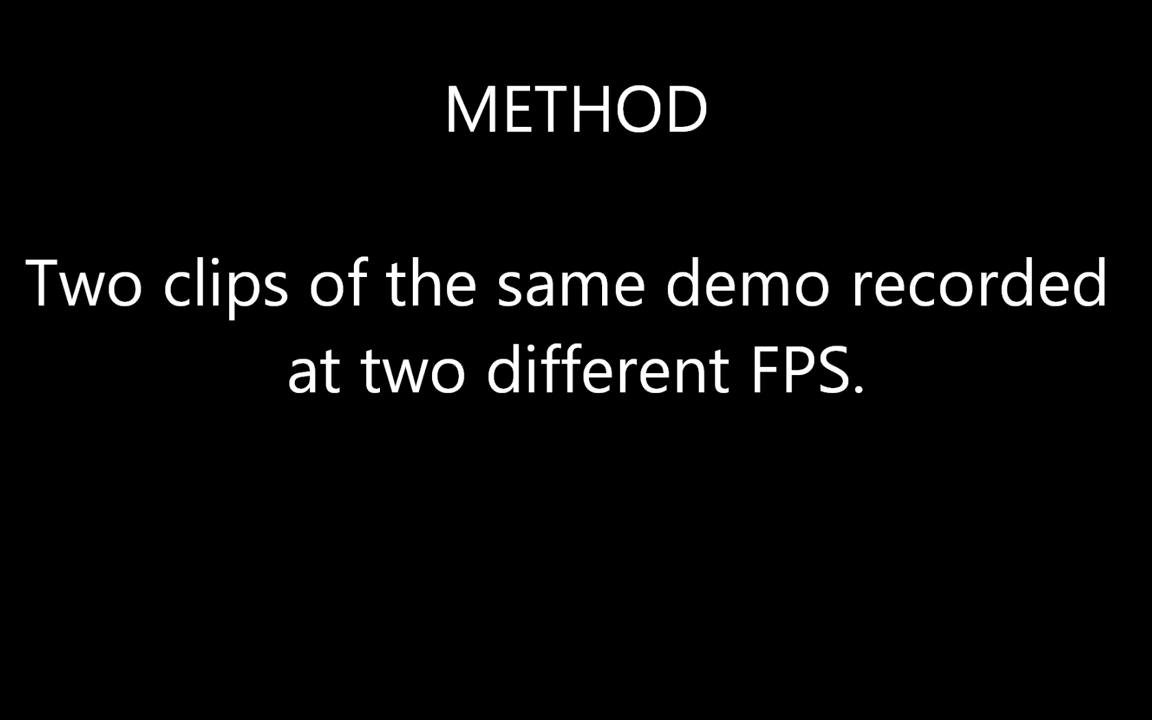 METHOD
Two clips of the same demo recorded
at two different FPS.